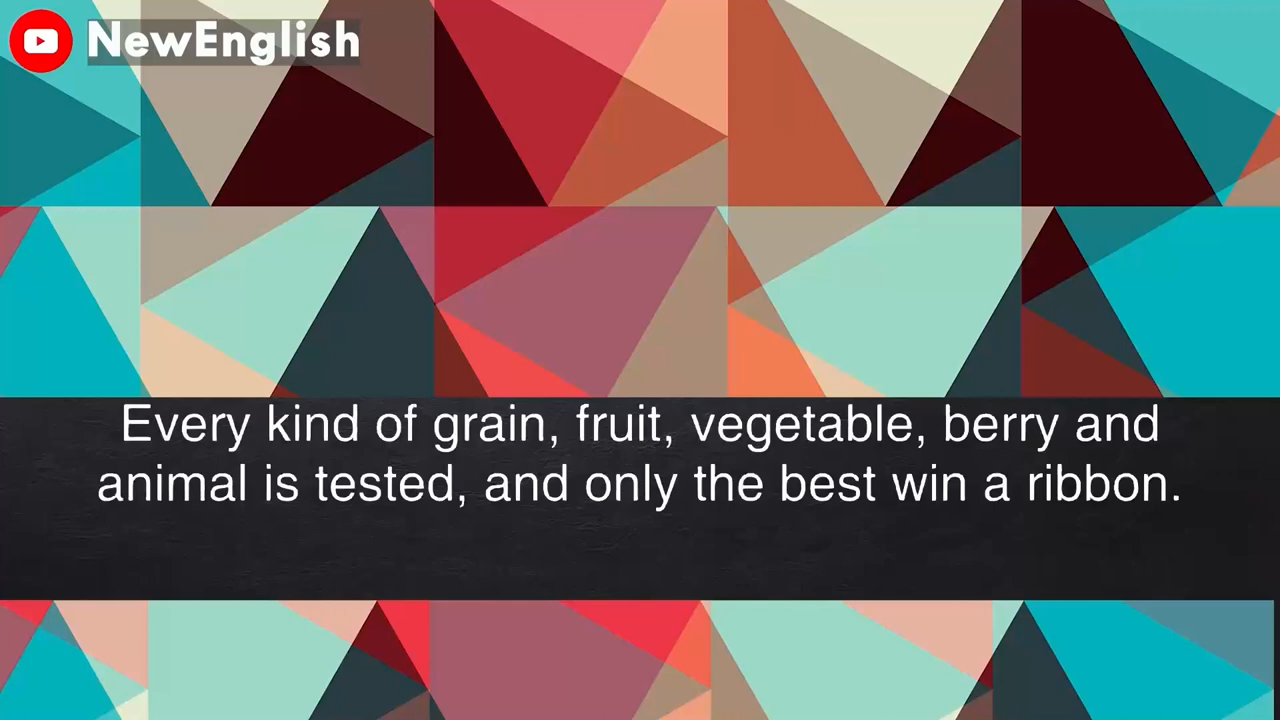 NewEnglish
Every kind of grain, fruit, vegetable, berry and
animal is tested, and only the best win a ribbon.